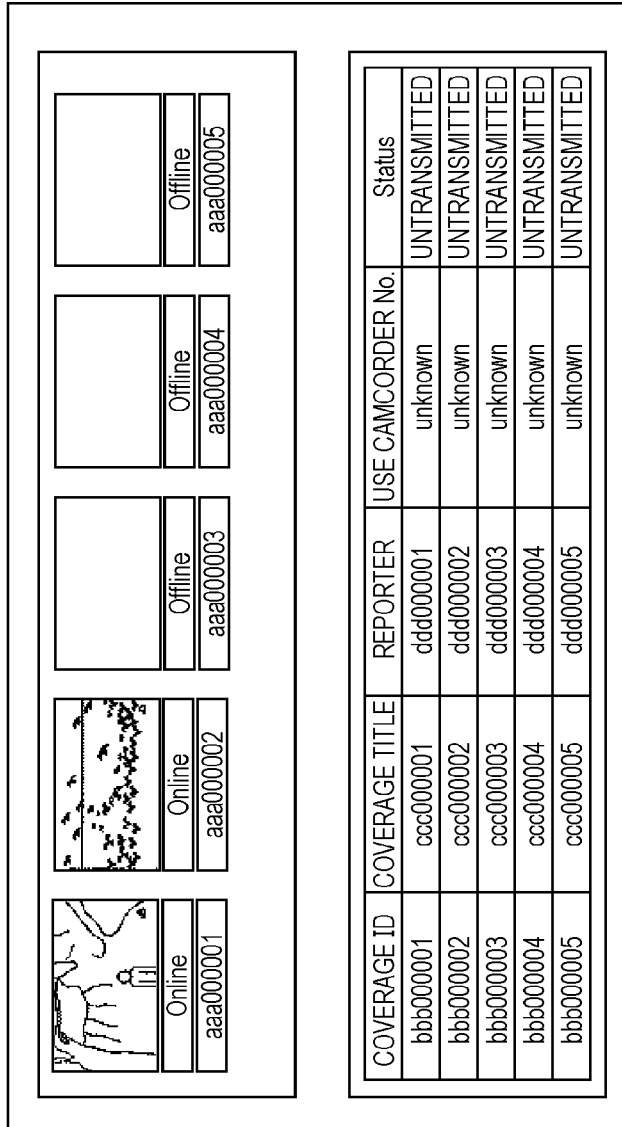 Online Online Offline Offline Offline
aaa000001 aaa000002 aaa000003 aaa000004 aaa000005
COVERAGE ID COVERAGE TITLE REPORTER USE CAMCORDER No. Status
bbb000001 ccc000001 ddd000001 unknown UNTRANSMITTED
bbb000002 ccc000002 ddd000002 unknown UNTRANSMITTED
bbb000003 ccc000003 ddd000003 unknown UNTRANSMITTED
bbb000004 ccc000004 ddd000004 unknown UNTRANSMITTED
bbb000005 ccc000005 ddd000005 unknown UNTRANSMITTED